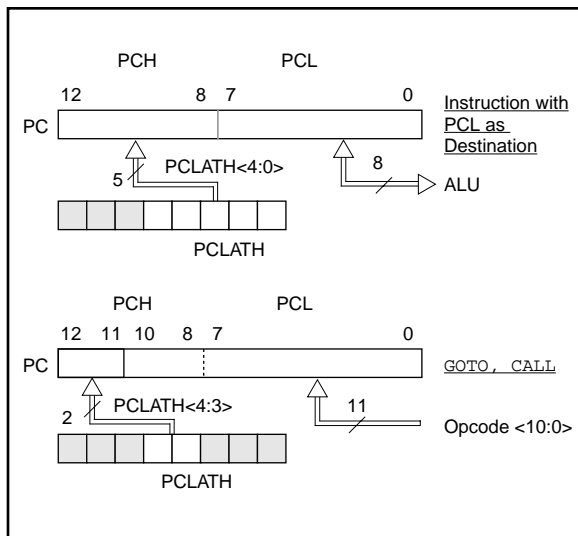 PCH PCL
12 8 7 0
Instruction with
PC PCL as
Destination
PCLATH<4:0>
5 8
ALU
PCLATH
PCH PCL
12 11 10 8 7 0
PC GOTO, CALL
PCLATH<4:3>
2 11
Opcode <10:0>
PCLATH